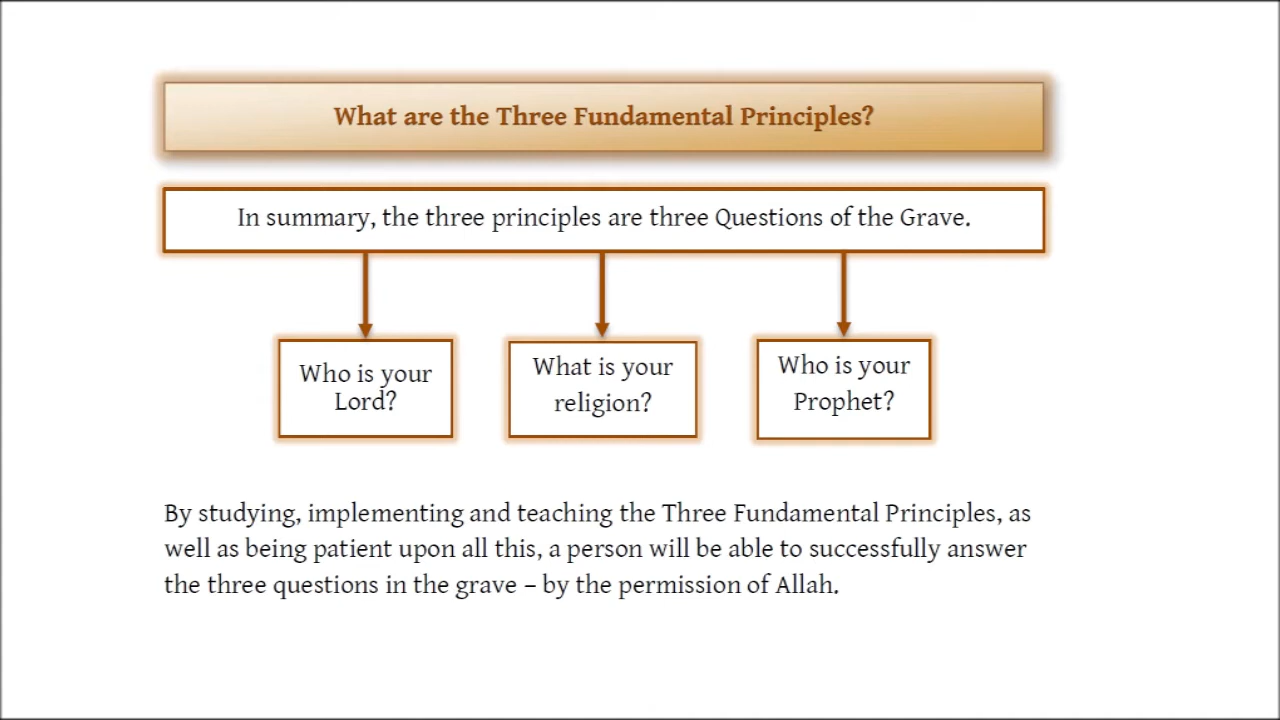 What are the Three Fundamental Principles?
In summary, the three principles are three Questions of the Grave.
Who is your
Lord?
What is your
religion?
Who is your
Prophet?
By studying, implementing and teaching the Three Fundamental Principles, as
well as being patient upon all this, a person will be able to successfully answer
the three questions in the grave – by the permission of Allah.